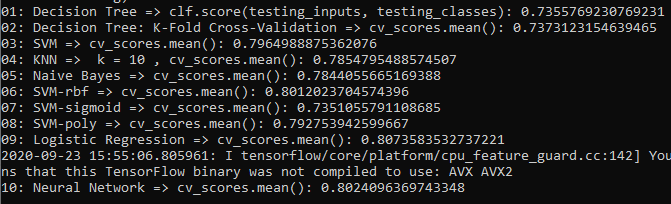 01: Decision Tree => clf.score(testing_inputs, testing_classes): 0.7355769230769231
02: Decision Tree: K-Fold Cross-Validation => cv_scores.mean(): 0.7373123154639465
03: SVM => cv_scores.mean(): 0.7964988875362076
04: KNN =>  k = 10 , cv_scores.mean(): 0.7854795488574507
05: Naive Bayes => cv_scores.mean(): 0.7844055665169388
06: SVM-rbf => cv_scores.mean(): 0.8012023704574396
07: SVM-sigmoid => cv_scores.mean(): 0.7351055791108685
08: SVM-poly => cv_scores.mean(): 0.792753942599667
09: Logistic Regression => cv_scores.mean(): 0.8073583532737221
2020-09-23 15:55:06.805961: I tensorflow/core/platform/cpu_feature_guard.cc:142] You
ns that this TensorFlow binary was not compiled to use: AVX AVX2
10: Neural Network => cv_scores.mean(): 0.8024096369743348